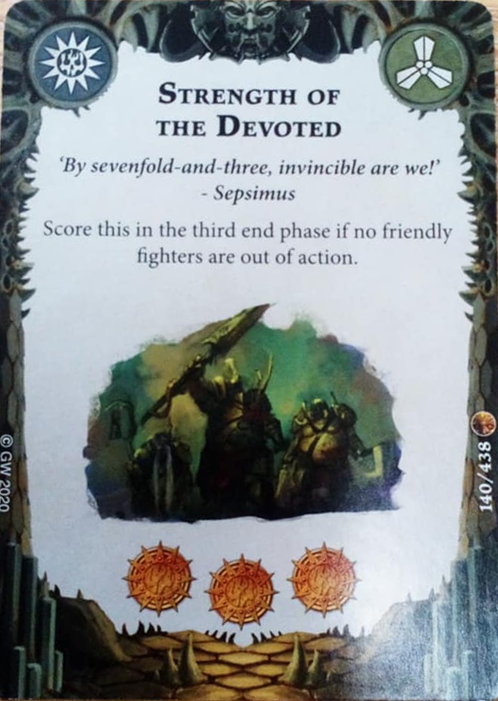 STRENGTH OF
THE DEVOTED
‘By sevenfold-and-three, invincible are we!’
- Sepsimus
Score this in the third end phase if no friendly
fighters are out of action.
© GW 2020
140/438